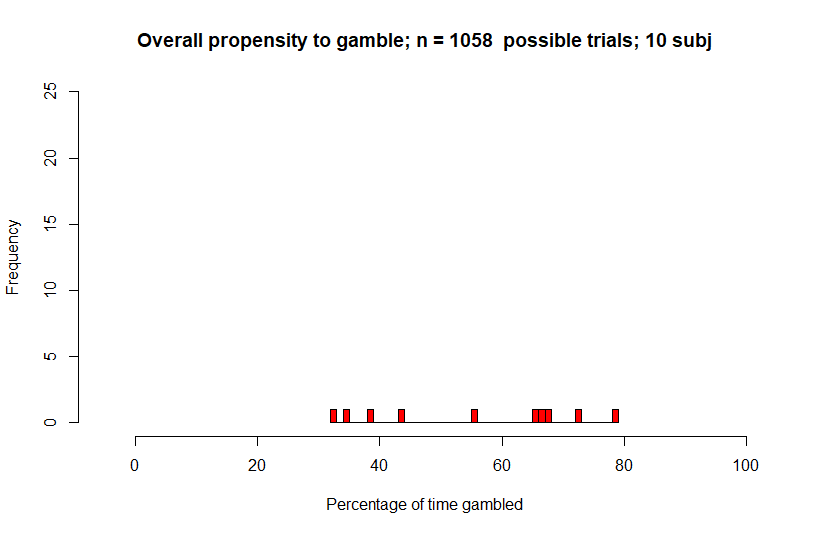 Overall propensity to gamble; n = 1058  possible trials; 10 subj
25
20
15
10
5
0
Frequency
0 20 40 60 80 100
Percentage of time gambled